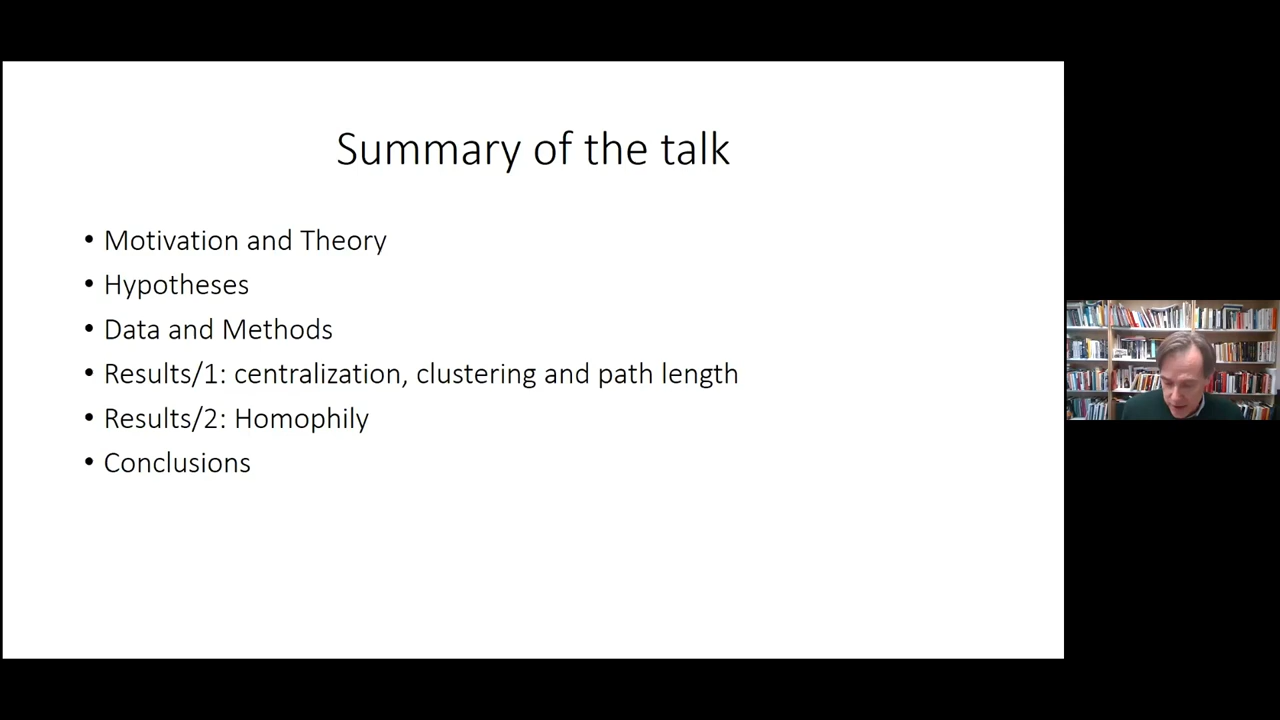 Summary of the talk
• Motivation and Theory
• Hypotheses
• Data and Methods
• Results/1: centralization, clustering and path length
• Results/2: Homophily
• Conclusions